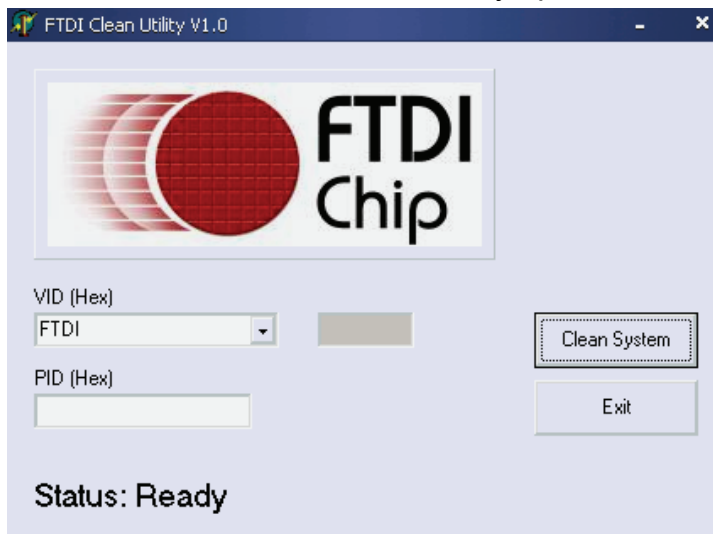 FTDI Clean Utility V1.0
FTDI
Chip
VID (Hex)
FTDI
Clean System
PID (Hex)
Exit
Status: Ready